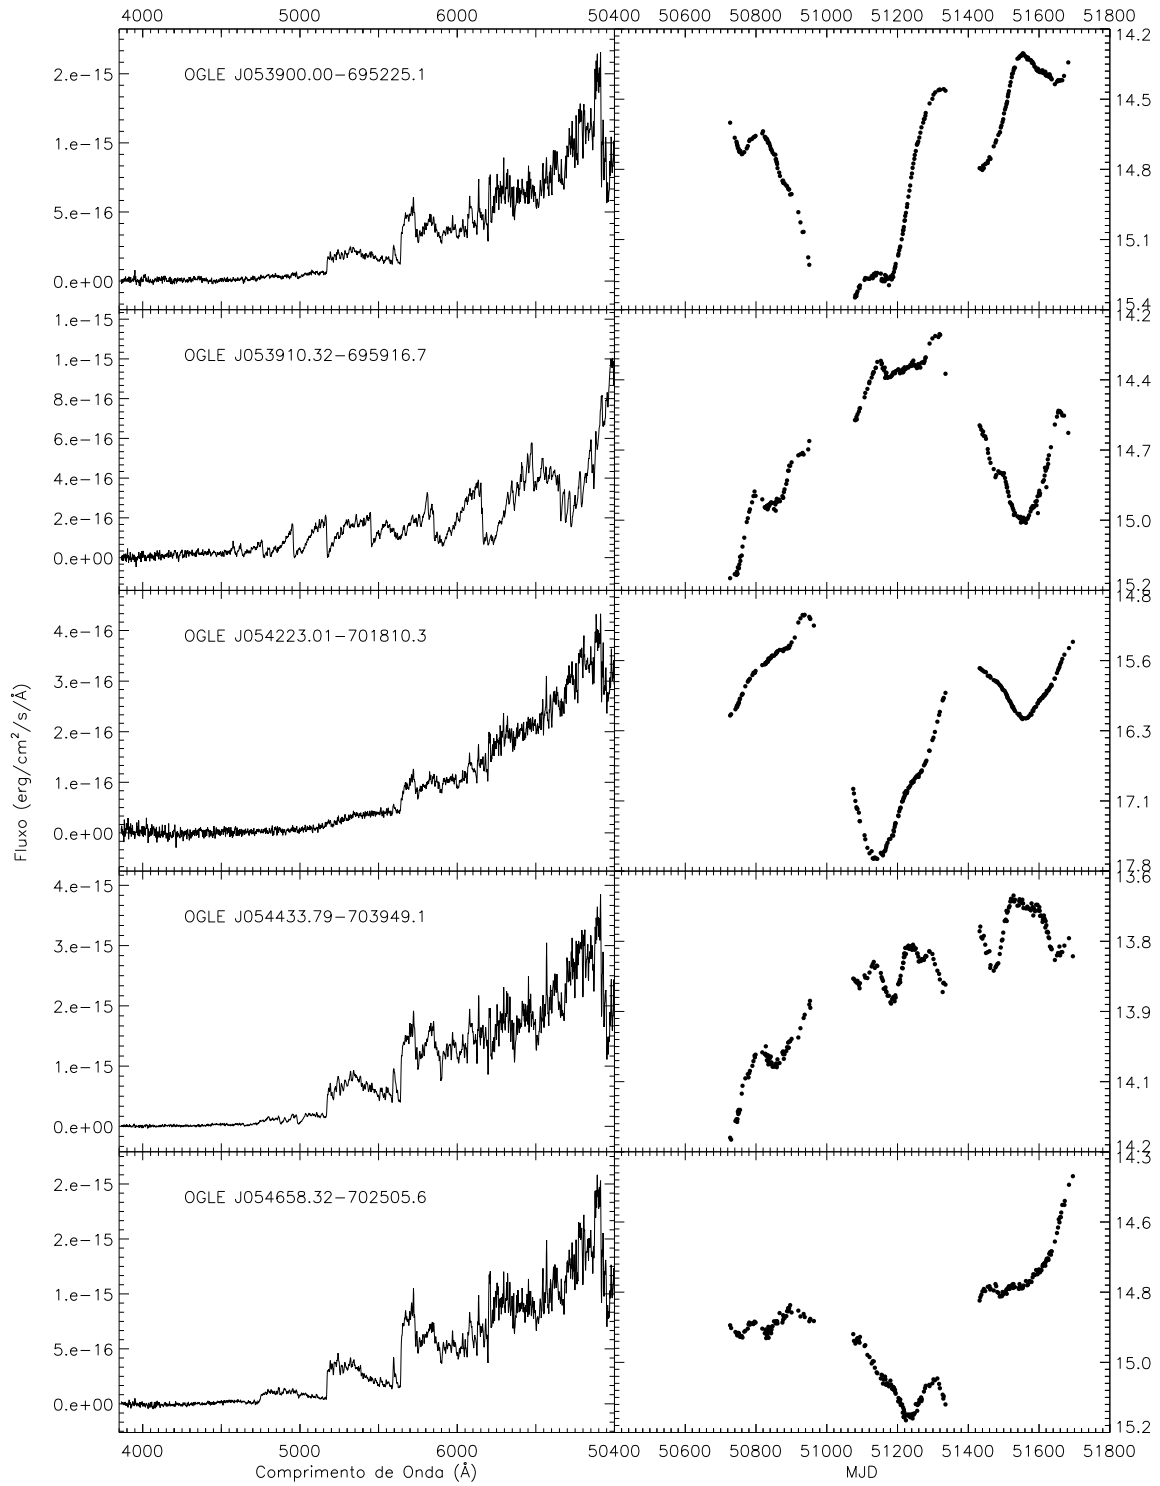 4000 5000 6000 50400 50600 50800 51000 51200 51400 51600 51800
OGLE J053900.00−695225.1
2.e−15
1.e−15
5.e−16
0.e+00
14.2
14.5
14.8
15.1
15.4
OGLE J053910.32−695916.7
1.e−15
1.e−15
8.e−16
6.e−16
4.e−16
2.e−16
0.e+00
14.2
14.4
14.7
15.0
15.2
OGLE J054223.01−701810.3
4.e−16
3.e−16
2.e−16
1.e−16
0.e+00
14.8
15.6
16.3
17.1
17.8
Fluxo (erg/cm²/s/Å)
OGLE J054433.79−703949.1
4.e−15
3.e−15
2.e−15
1.e−15
0.e+00
13.6
13.8
13.9
14.1
14.2
OGLE J054658.32−702505.6
2.e−15
2.e−15
1.e−15
5.e−16
0.e+00
14.3
14.6
14.8
15.0
15.2
4000 5000 6000 50400 50600 50800 51000 51200 51400 51600 51800
Comprimento de Onda (Å) MJD